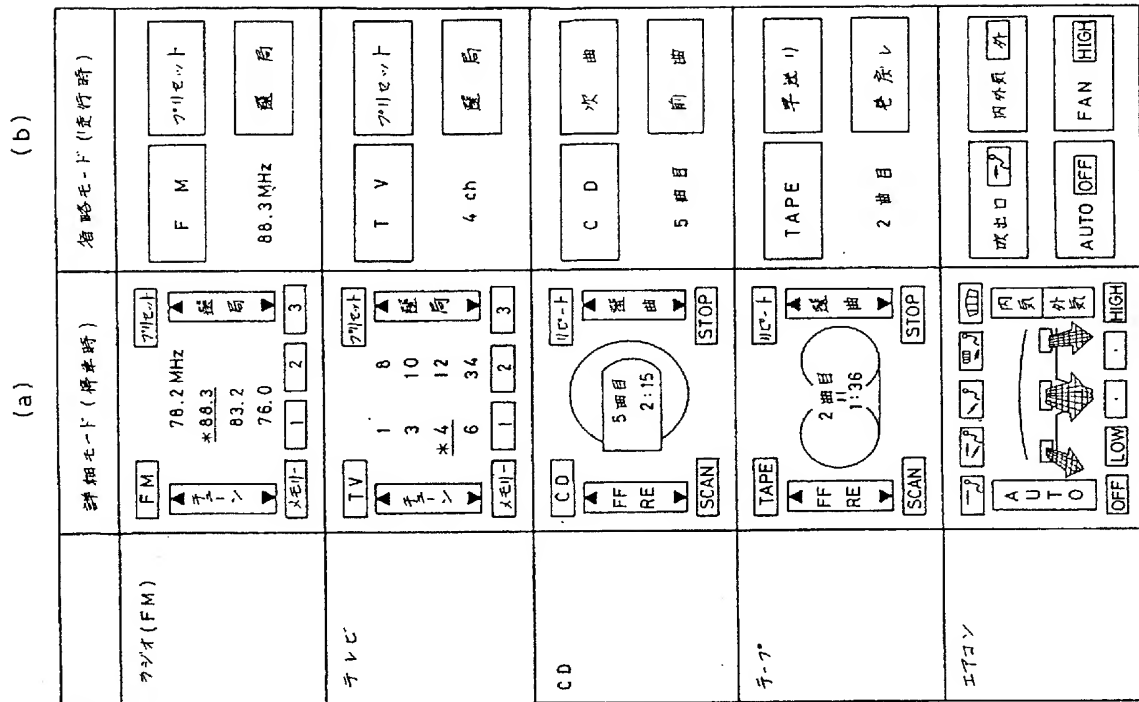 (a)
(b)
詳細モード(停車時)
省略モード(走行時)
ラジオ(FM)
FM
プリセット
チューン
78.2 MHz
*88.3
83.2
76.0
選局
メモリー 1 2 3
FM
プリセット
88.3MHz
選局
テレビ
TV
プリセット
チューン
1 8
3 10
*4 12
6 34
選局
メモリー 1 2 3
TV
プリセット
4 ch
選局
CD
CD
リピート
FF
RE
5曲目
2:15
選曲
SCAN
STOP
CD
次曲
5曲目
前曲
テープ
TAPE
リピート
FF
RE
2曲目
1:36
選曲
SCAN
STOP
TAPE
早送り
2曲目
巻戻し
エアコン
AUTO
内気
外気
OFF LOW · · HIGH
吹出口
内外気 外
AUTO OFF
FAN HIGH